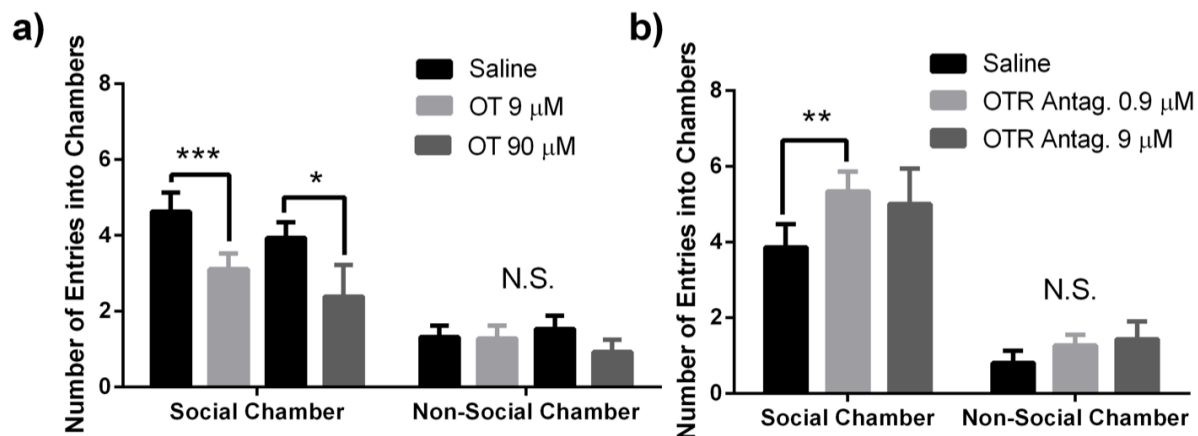 a)
Number of Entries into Chambers
Saline
OT 9 μM
OT 90 μM
8
6
4
2
0
***
*
N.S.
Social Chamber
Non-Social Chamber
b)
Number of Entries into Chambers
Saline
OTR Antag. 0.9 μM
OTR Antag. 9 μM
8
6
4
2
0
**
N.S.
Social Chamber
Non-Social Chamber